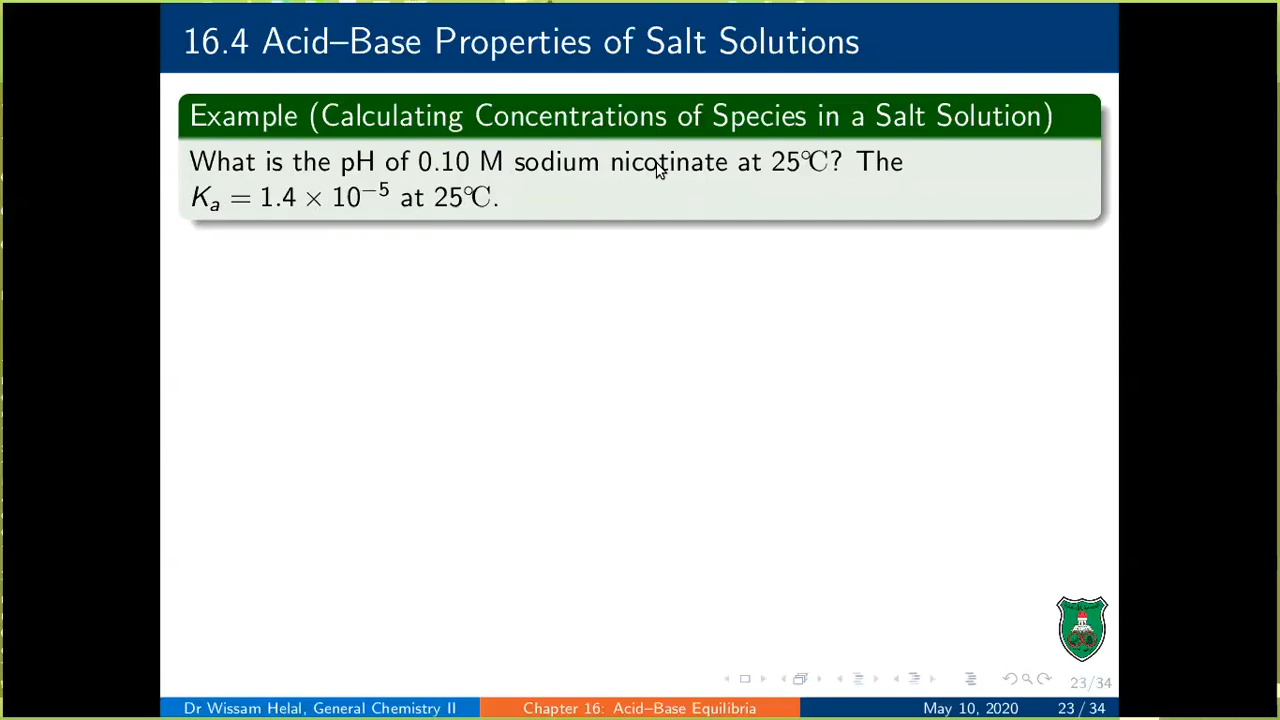 16.4 Acid–Base Properties of Salt Solutions
Example (Calculating Concentrations of Species in a Salt Solution)
What is the pH of 0.10 M sodium nicotinate at 25℃? The
Kₐ = 1.4 × 10⁻⁵ at 25℃.
23/34
Dr Wissam Helal, General Chemistry II
Chapter 16: Acid–Base Equilibria
May 10, 2020
23 / 34